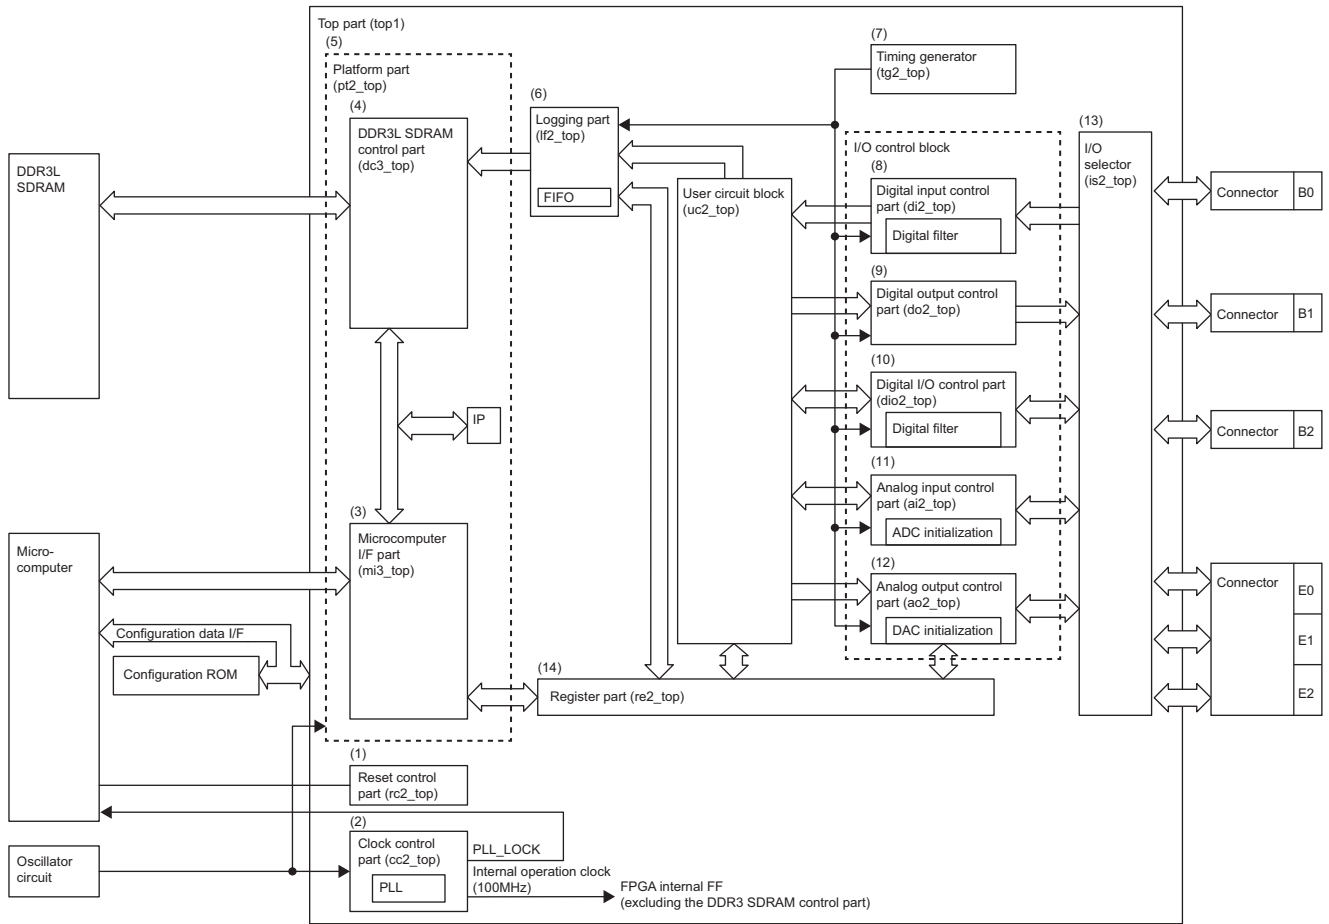 Top part (top1)
(5)
Platform part
(pt2_top)
(4)
DDR3L SDRAM
control part
(dc3_top)
(6)
Logging part
(lf2_top)
FIFO
(7)
Timing generator
(tg2_top)
DDR3L
SDRAM
User circuit block
(uc2_top)
I/O control block
(8)
Digital input control
part (di2_top)
Digital filter
(9)
Digital output control
part (do2_top)
(10)
Digital I/O control part
(dio2_top)
Digital filter
(11)
Analog input control
part (ai2_top)
ADC initialization
(12)
Analog output control
part (ao2_top)
DAC initialization
(13)
I/O
selector
(is2_top)
Connector B0
Connector B1
Connector B2
Connector
E0
E1
E2
IP
(3)
Microcomputer
I/F part
(mi3_top)
Micro-
computer
Configuration data I/F
Configuration ROM
(14)
Register part (re2_top)
(1)
Reset control
part (rc2_top)
(2)
Clock control
part (cc2_top)
PLL
PLL_LOCK
Internal operation clock
(100MHz)
FPGA internal FF
(excluding the DDR3 SDRAM control part)
Oscillator
circuit